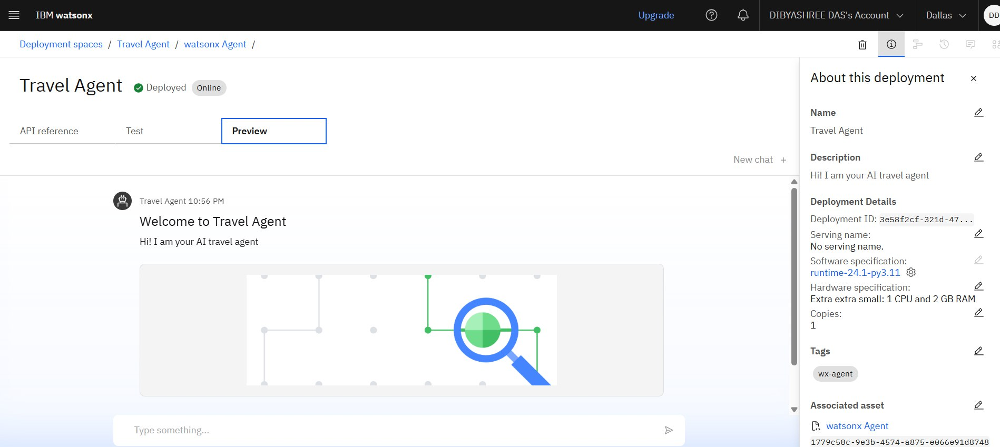 IBM watsonx
Upgrade
DIBYASHREE DAS's Account
Dallas
DD
Deployment spaces / Travel Agent / watsonx Agent /
Travel Agent
Deployed
Online
API reference
Test
Preview
New chat +
Travel Agent 10:56 PM
Welcome to Travel Agent
Hi! I am your AI travel agent
Type something...
About this deployment
Name
Travel Agent
Description
Hi! I am your AI travel agent
Deployment Details
Deployment ID: 3e58f2cf-321d-47...
Serving name:
No serving name.
Software specification:
runtime-24.1-py3.11
Hardware specification:
Extra extra small: 1 CPU and 2 GB RAM
Copies:
1
Tags
wx-agent
Associated asset
watsonx Agent
1779c58c-9e3b-4574-a875-e066e91d8748